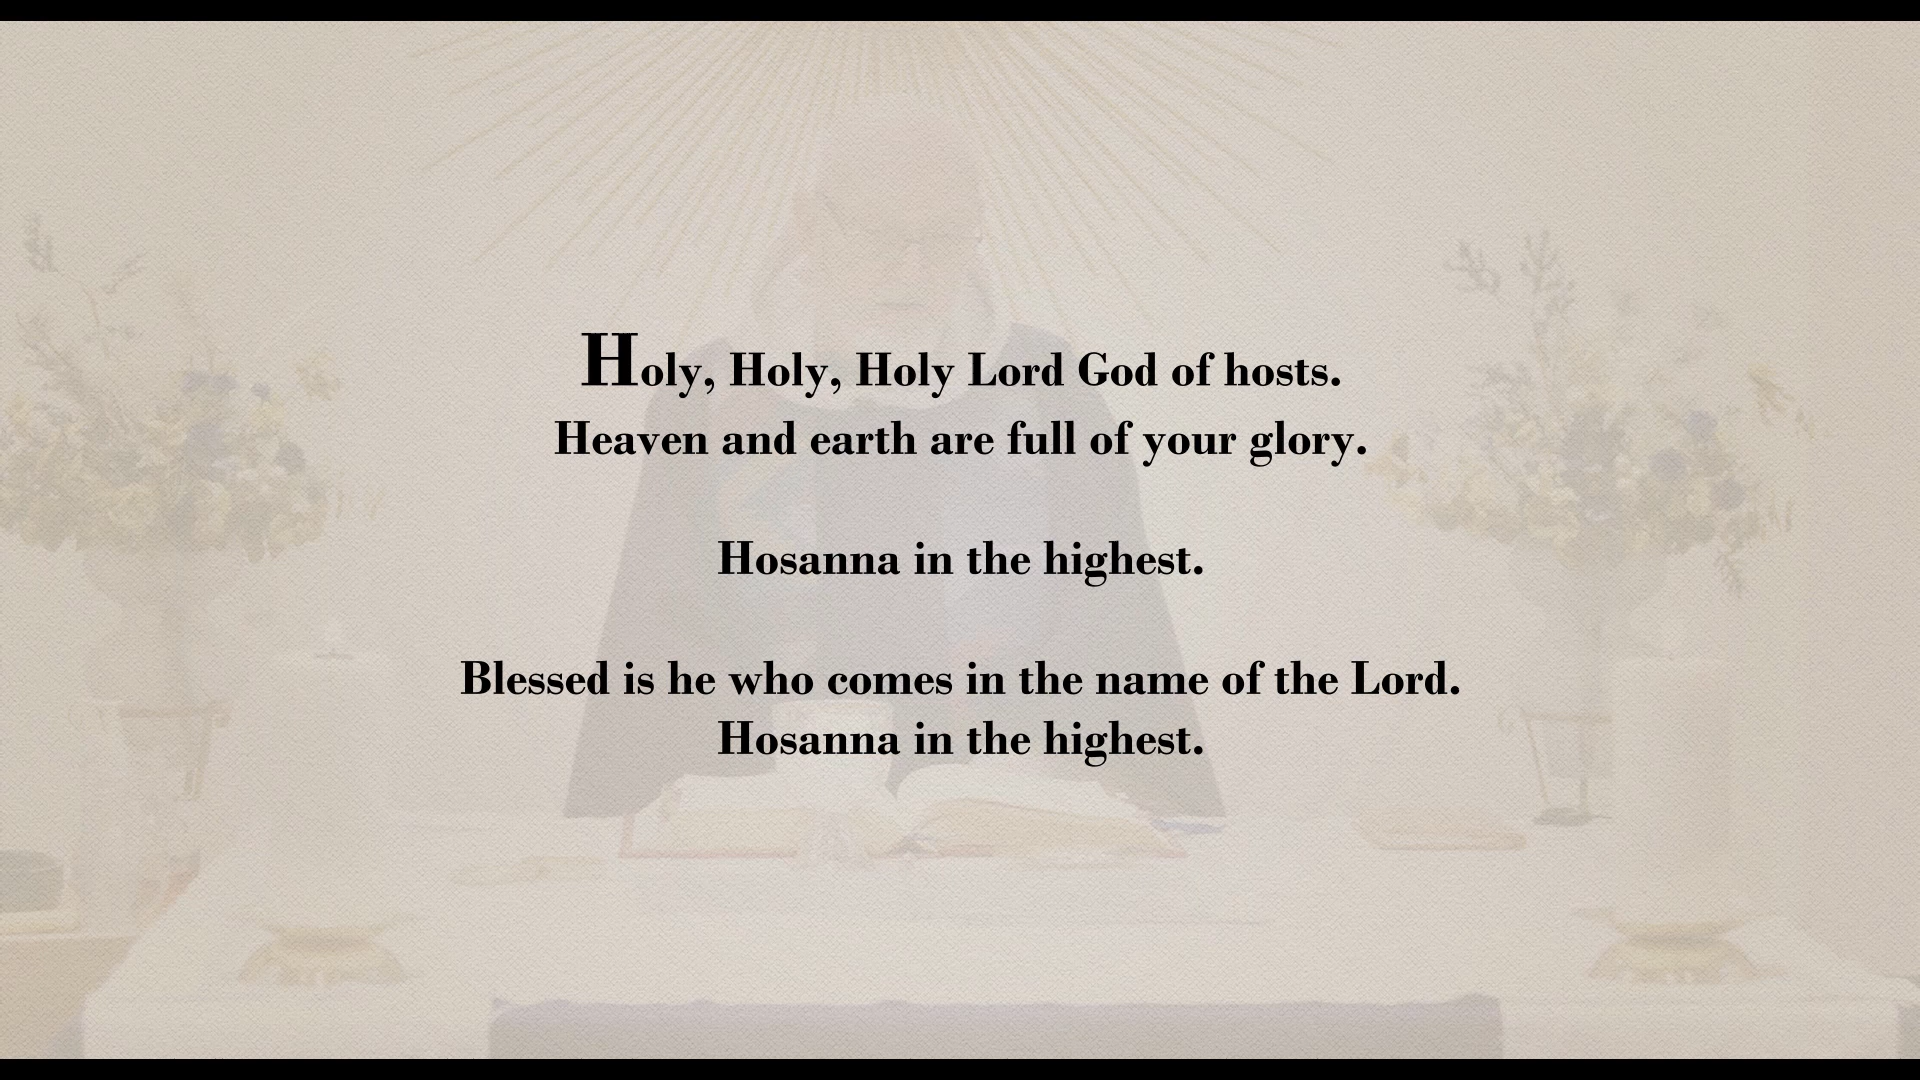 Holy, Holy, Holy Lord God of hosts.
Heaven and earth are full of your glory.
Hosanna in the highest.
Blessed is he who comes in the name of the Lord.
Hosanna in the highest.